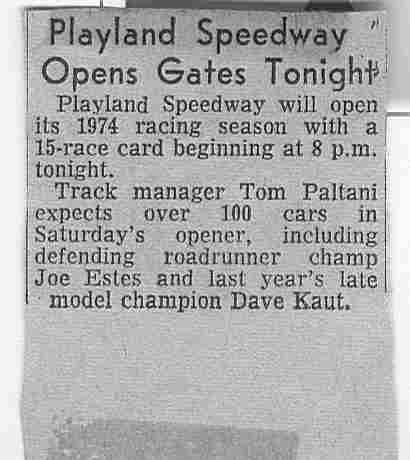 Playland Speedway
Opens Gates Tonight
Playland Speedway will open
its 1974 racing season with a
15-race card beginning at 8 p.m.
tonight.
Track manager Tom Paltani
expects over 100 cars in
Saturday's opener, including
defending roadrunner champ
Joe Estes and last year's late
model champion Dave Kaut.